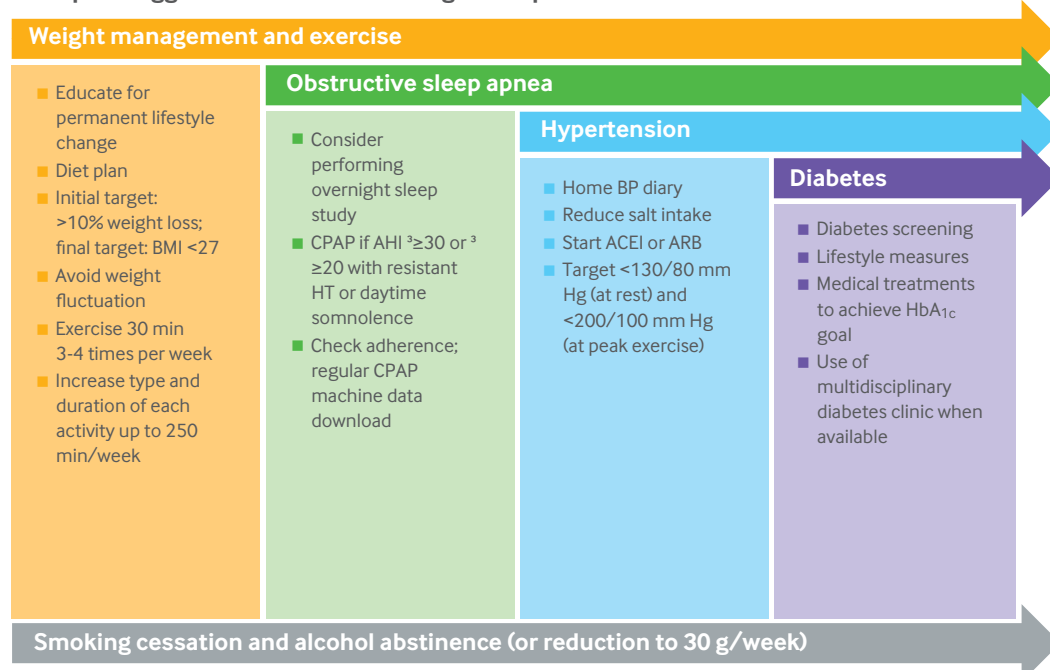 Weight management and exercise
■ Educate for
permanent lifestyle
change
■ Diet plan
■ Initial target:
>10% weight loss;
final target: BMI <27
■ Avoid weight
fluctuation
■ Exercise 30 min
3-4 times per week
■ Increase type and
duration of each
activity up to 250
min/week
Obstructive sleep apnea
■ Consider
performing
overnight sleep
study
■ CPAP if AHI ³≥30 or ³
≥20 with resistant
HT or daytime
somnolence
■ Check adherence;
regular CPAP
machine data
download
Hypertension
■ Home BP diary
■ Reduce salt intake
■ Start ACEI or ARB
■ Target <130/80 mm
Hg (at rest) and
<200/100 mm Hg
(at peak exercise)
Diabetes
■ Diabetes screening
■ Lifestyle measures
■ Medical treatments
to achieve HbA1c
goal
■ Use of
multidisciplinary
diabetes clinic when
available
Smoking cessation and alcohol abstinence (or reduction to 30 g/week)